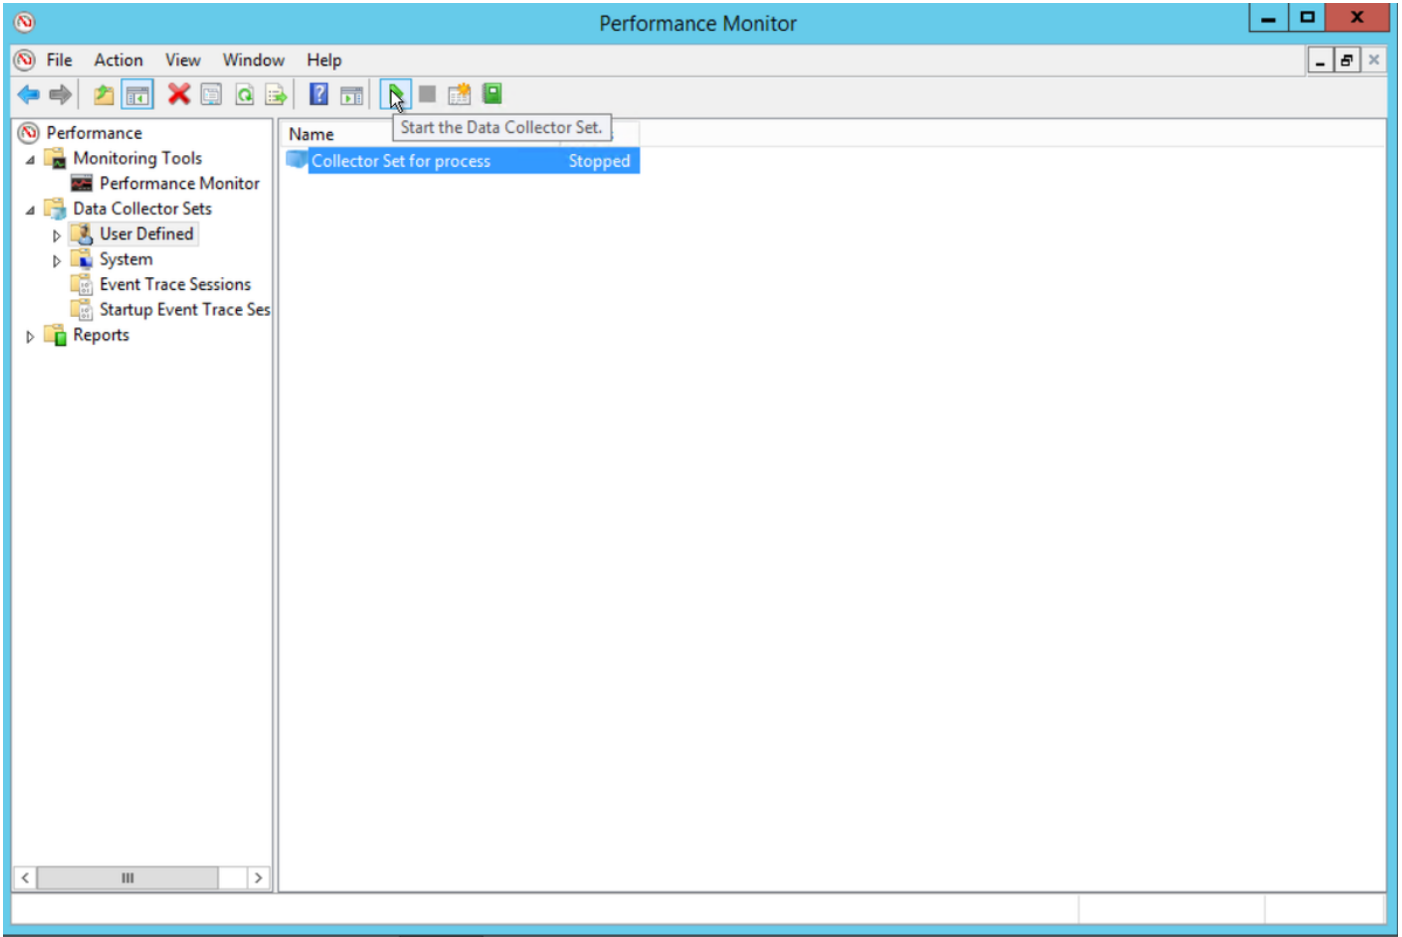 Performance Monitor
File Action View Window Help
Start the Data Collector Set.
Performance
Monitoring Tools
Performance Monitor
Data Collector Sets
User Defined
System
Event Trace Sessions
Startup Event Trace Ses
Reports
Name
Collector Set for process Stopped